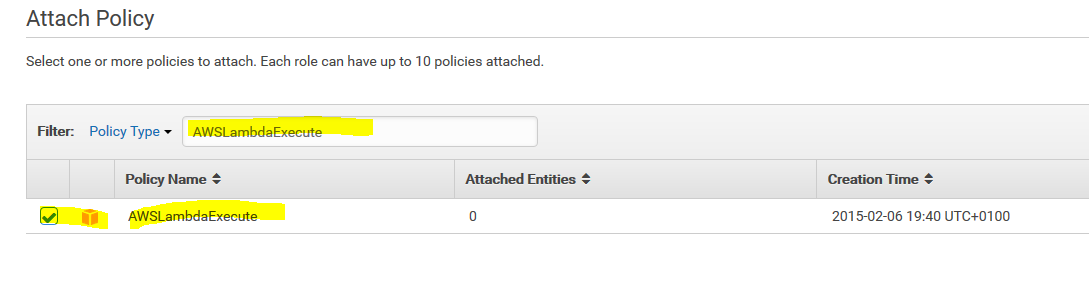 Attach Policy
Select one or more policies to attach. Each role can have up to 10 policies attached.
Filter: Policy Type AWSLambdaExecute
Policy Name Attached Entities Creation Time
AWSLambdaExecute 0 2015-02-06 19:40 UTC+0100